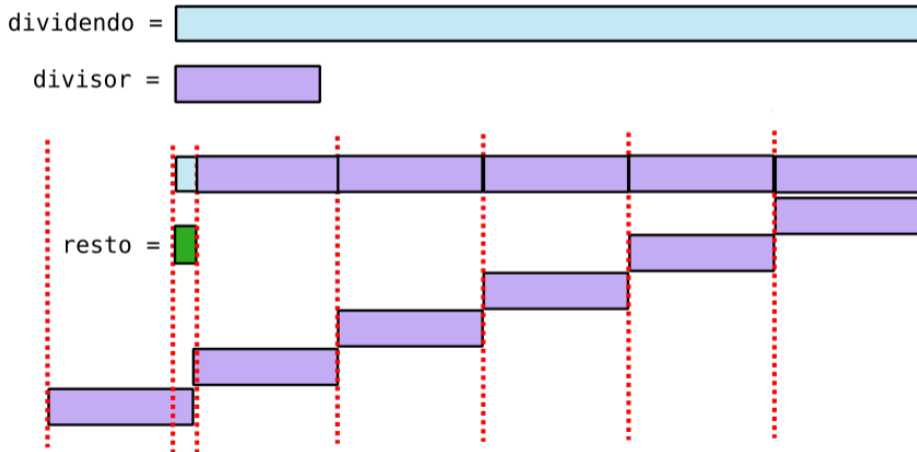 dividendo =
divisor =
resto =